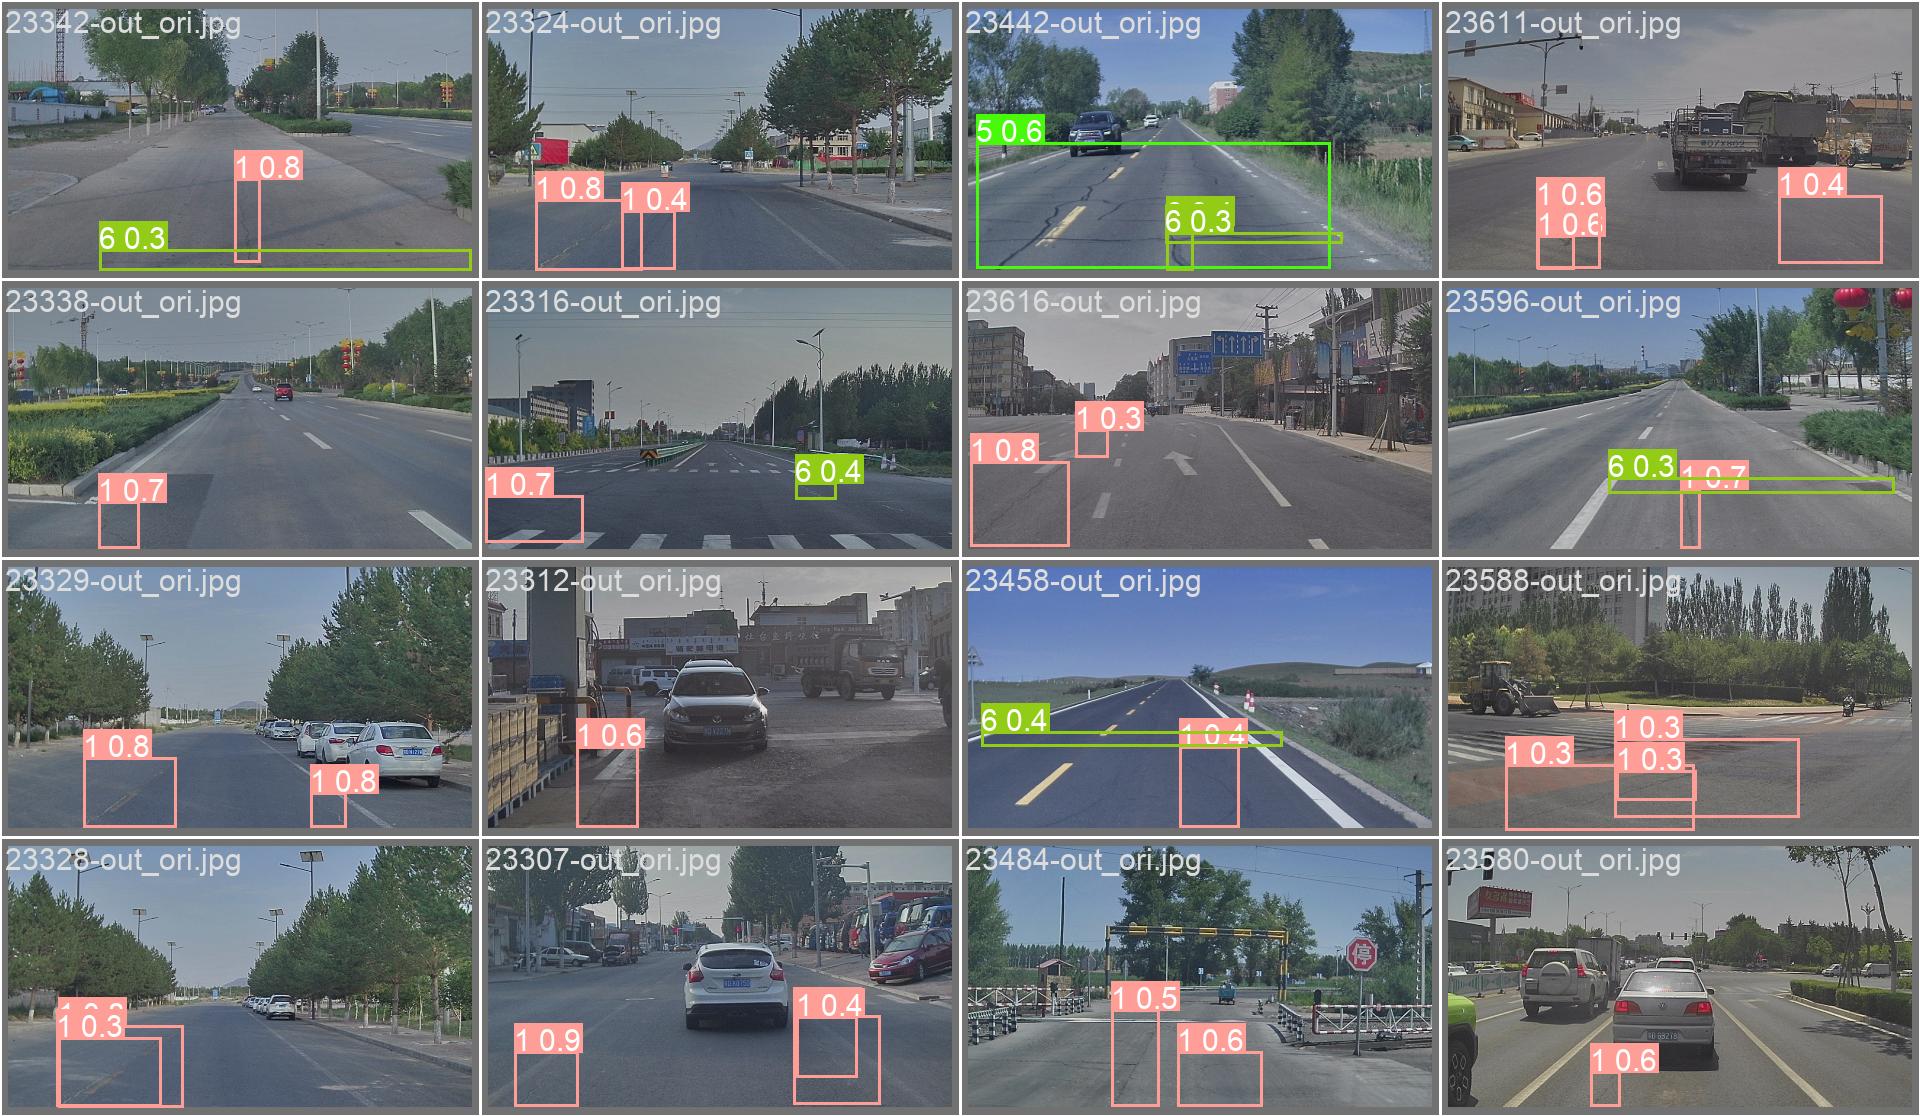 23342-out_ori.jpg
1 0.8
6 0.3
23324-out_ori.jpg
1 0.8
1 0.4
23442-out_ori.jpg
5 0.6
6 0.3
23611-out_ori.jpg
1 0.6
1 0.6
1 0.4
23338-out_ori.jpg
1 0.7
23316-out_ori.jpg
1 0.7
6 0.4
23616-out_ori.jpg
1 0.3
1 0.8
23596-out_ori.jpg
6 0.3
1 0.7
23329-out_ori.jpg
1 0.8
1 0.8
23312-out_ori.jpg
1 0.6
23458-out_ori.jpg
6 0.4
1 0.4
23588-out_ori.jpg
1 0.3
1 0.3
1 0.3
23328-out_ori.jpg
1 0.3
23307-out_ori.jpg
1 0.4
1 0.9
23484-out_ori.jpg
停
1 0.5
1 0.6
23580-out_ori.jpg
1 0.6